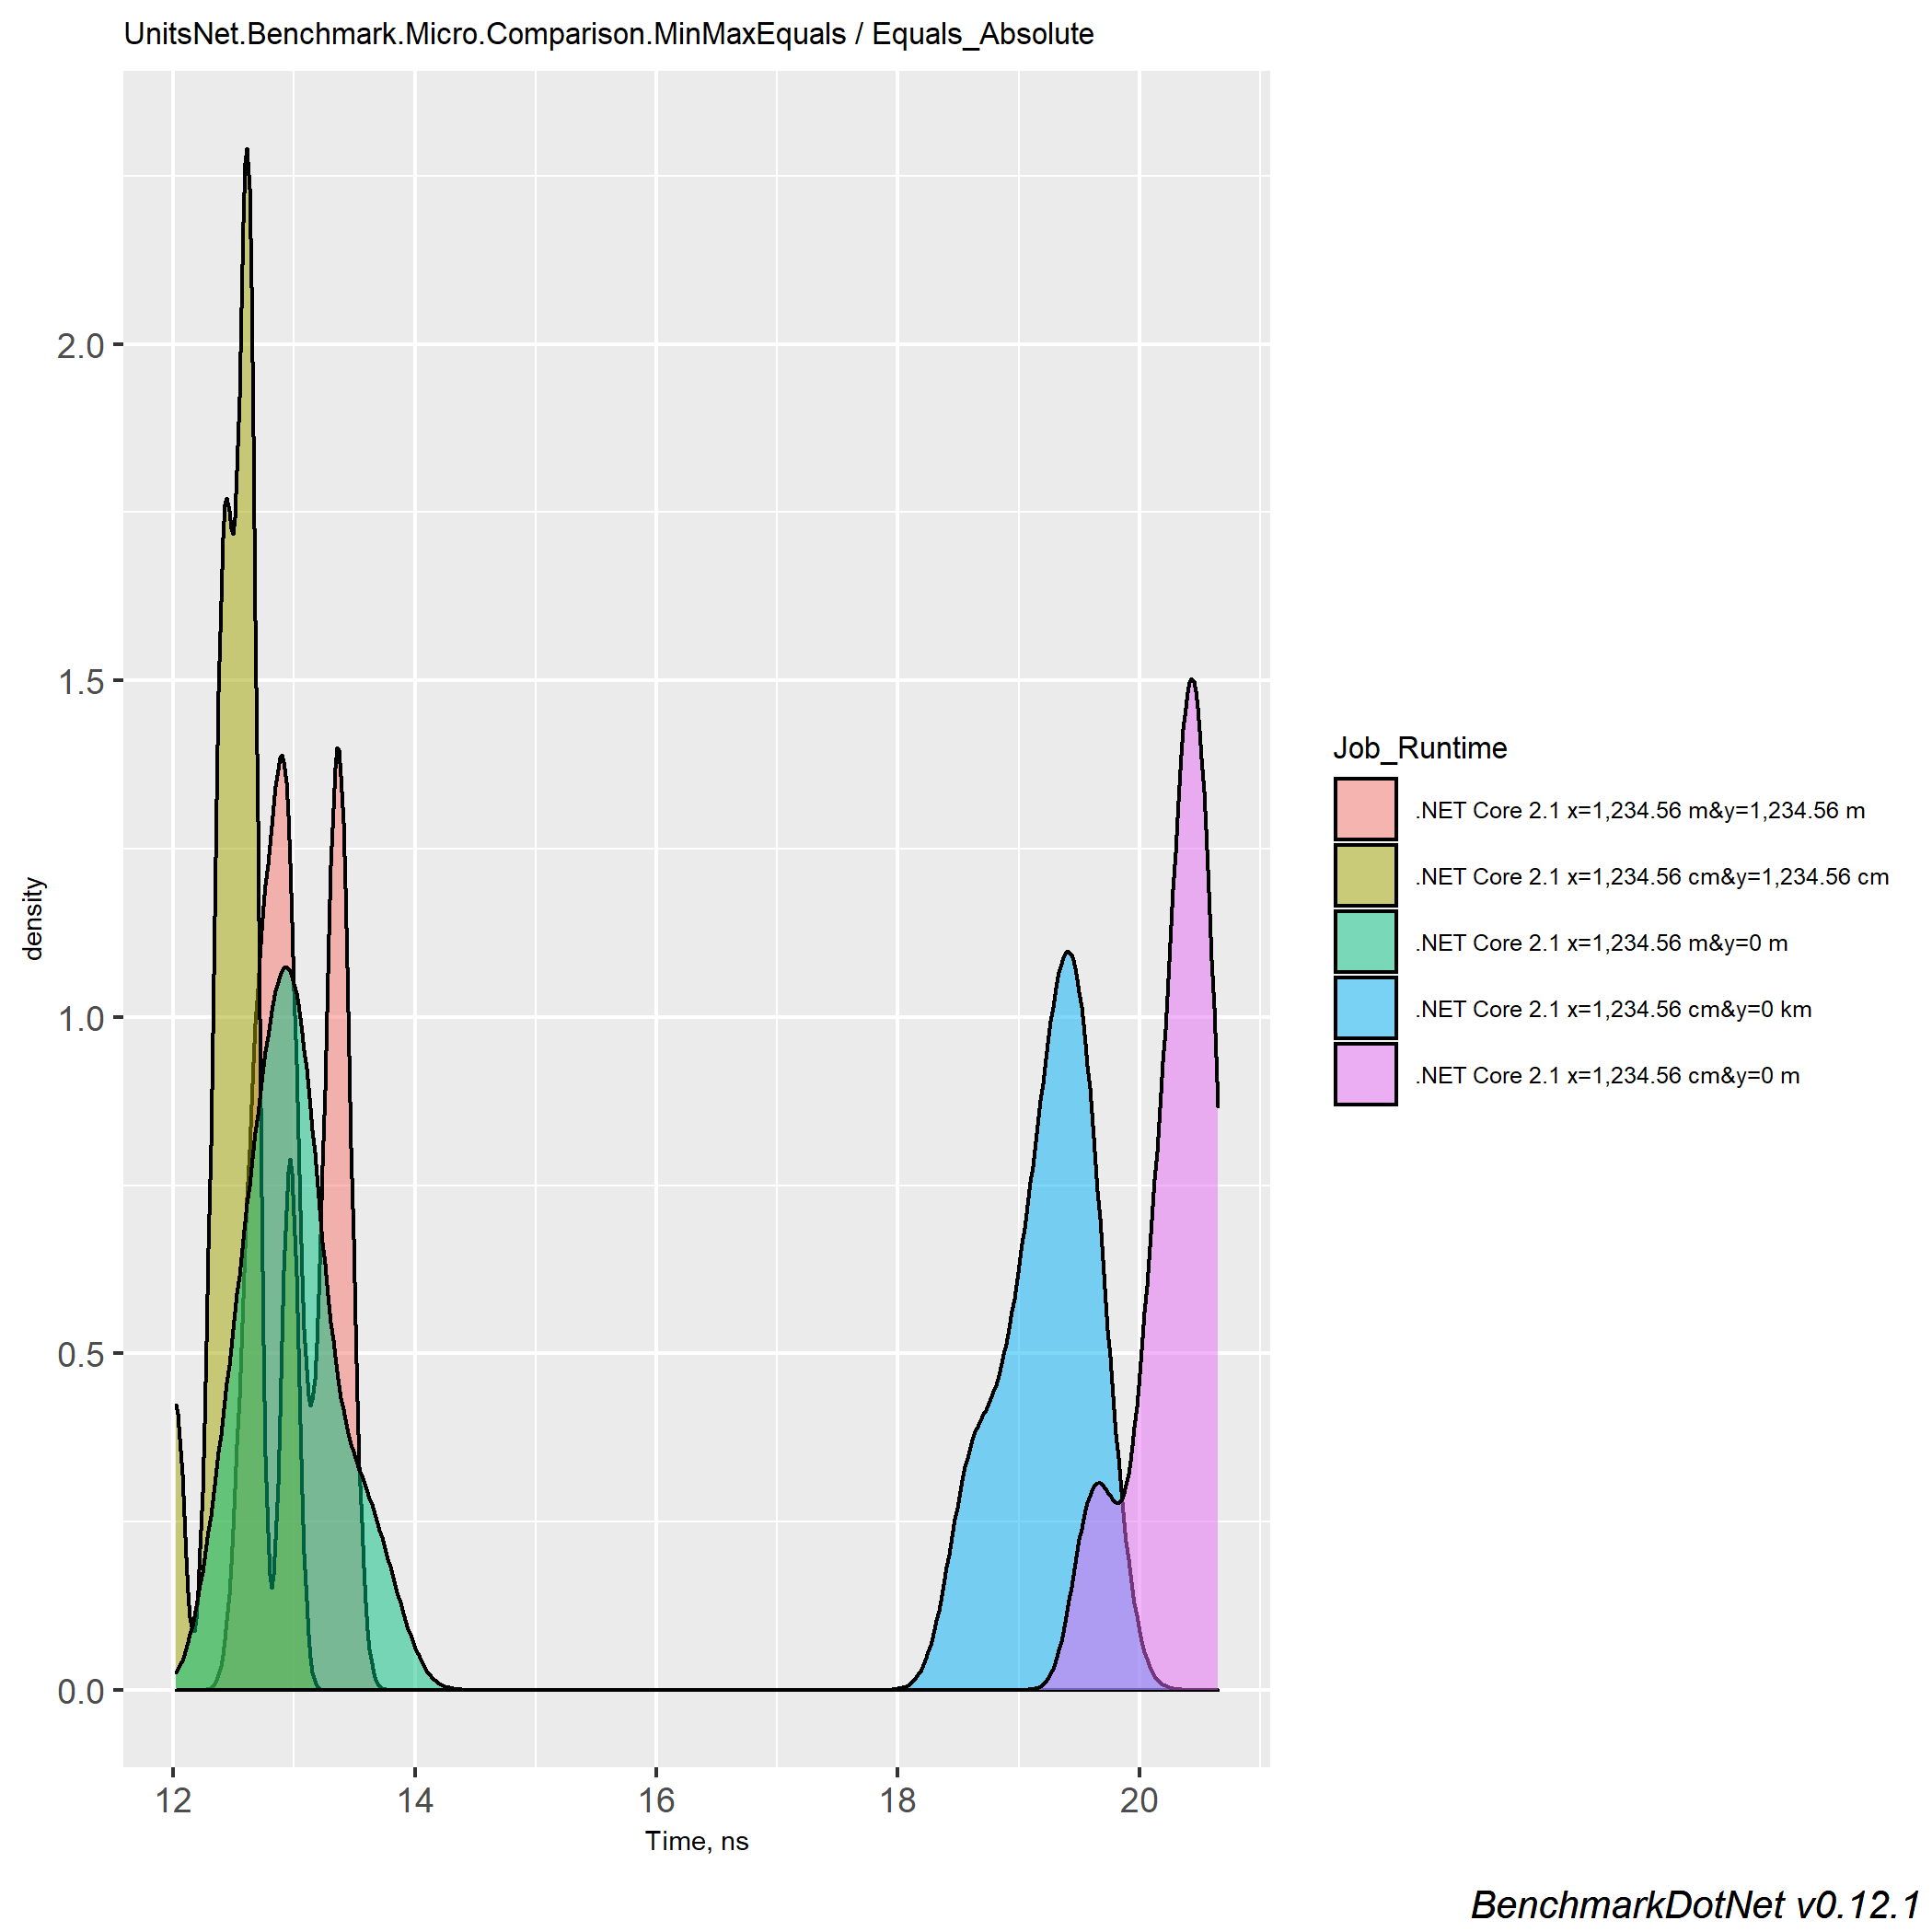 UnitsNet.Benchmark.Micro.Comparison.MinMaxEquals / Equals_Absolute
2.0
1.5
1.0
0.5
0.0
density
12 14 16 18 20
Time, ns
Job_Runtime
.NET Core 2.1 x=1,234.56 m&y=1,234.56 m
.NET Core 2.1 x=1,234.56 cm&y=1,234.56 cm
.NET Core 2.1 x=1,234.56 m&y=0 m
.NET Core 2.1 x=1,234.56 cm&y=0 km
.NET Core 2.1 x=1,234.56 cm&y=0 m
BenchmarkDotNet v0.12.1